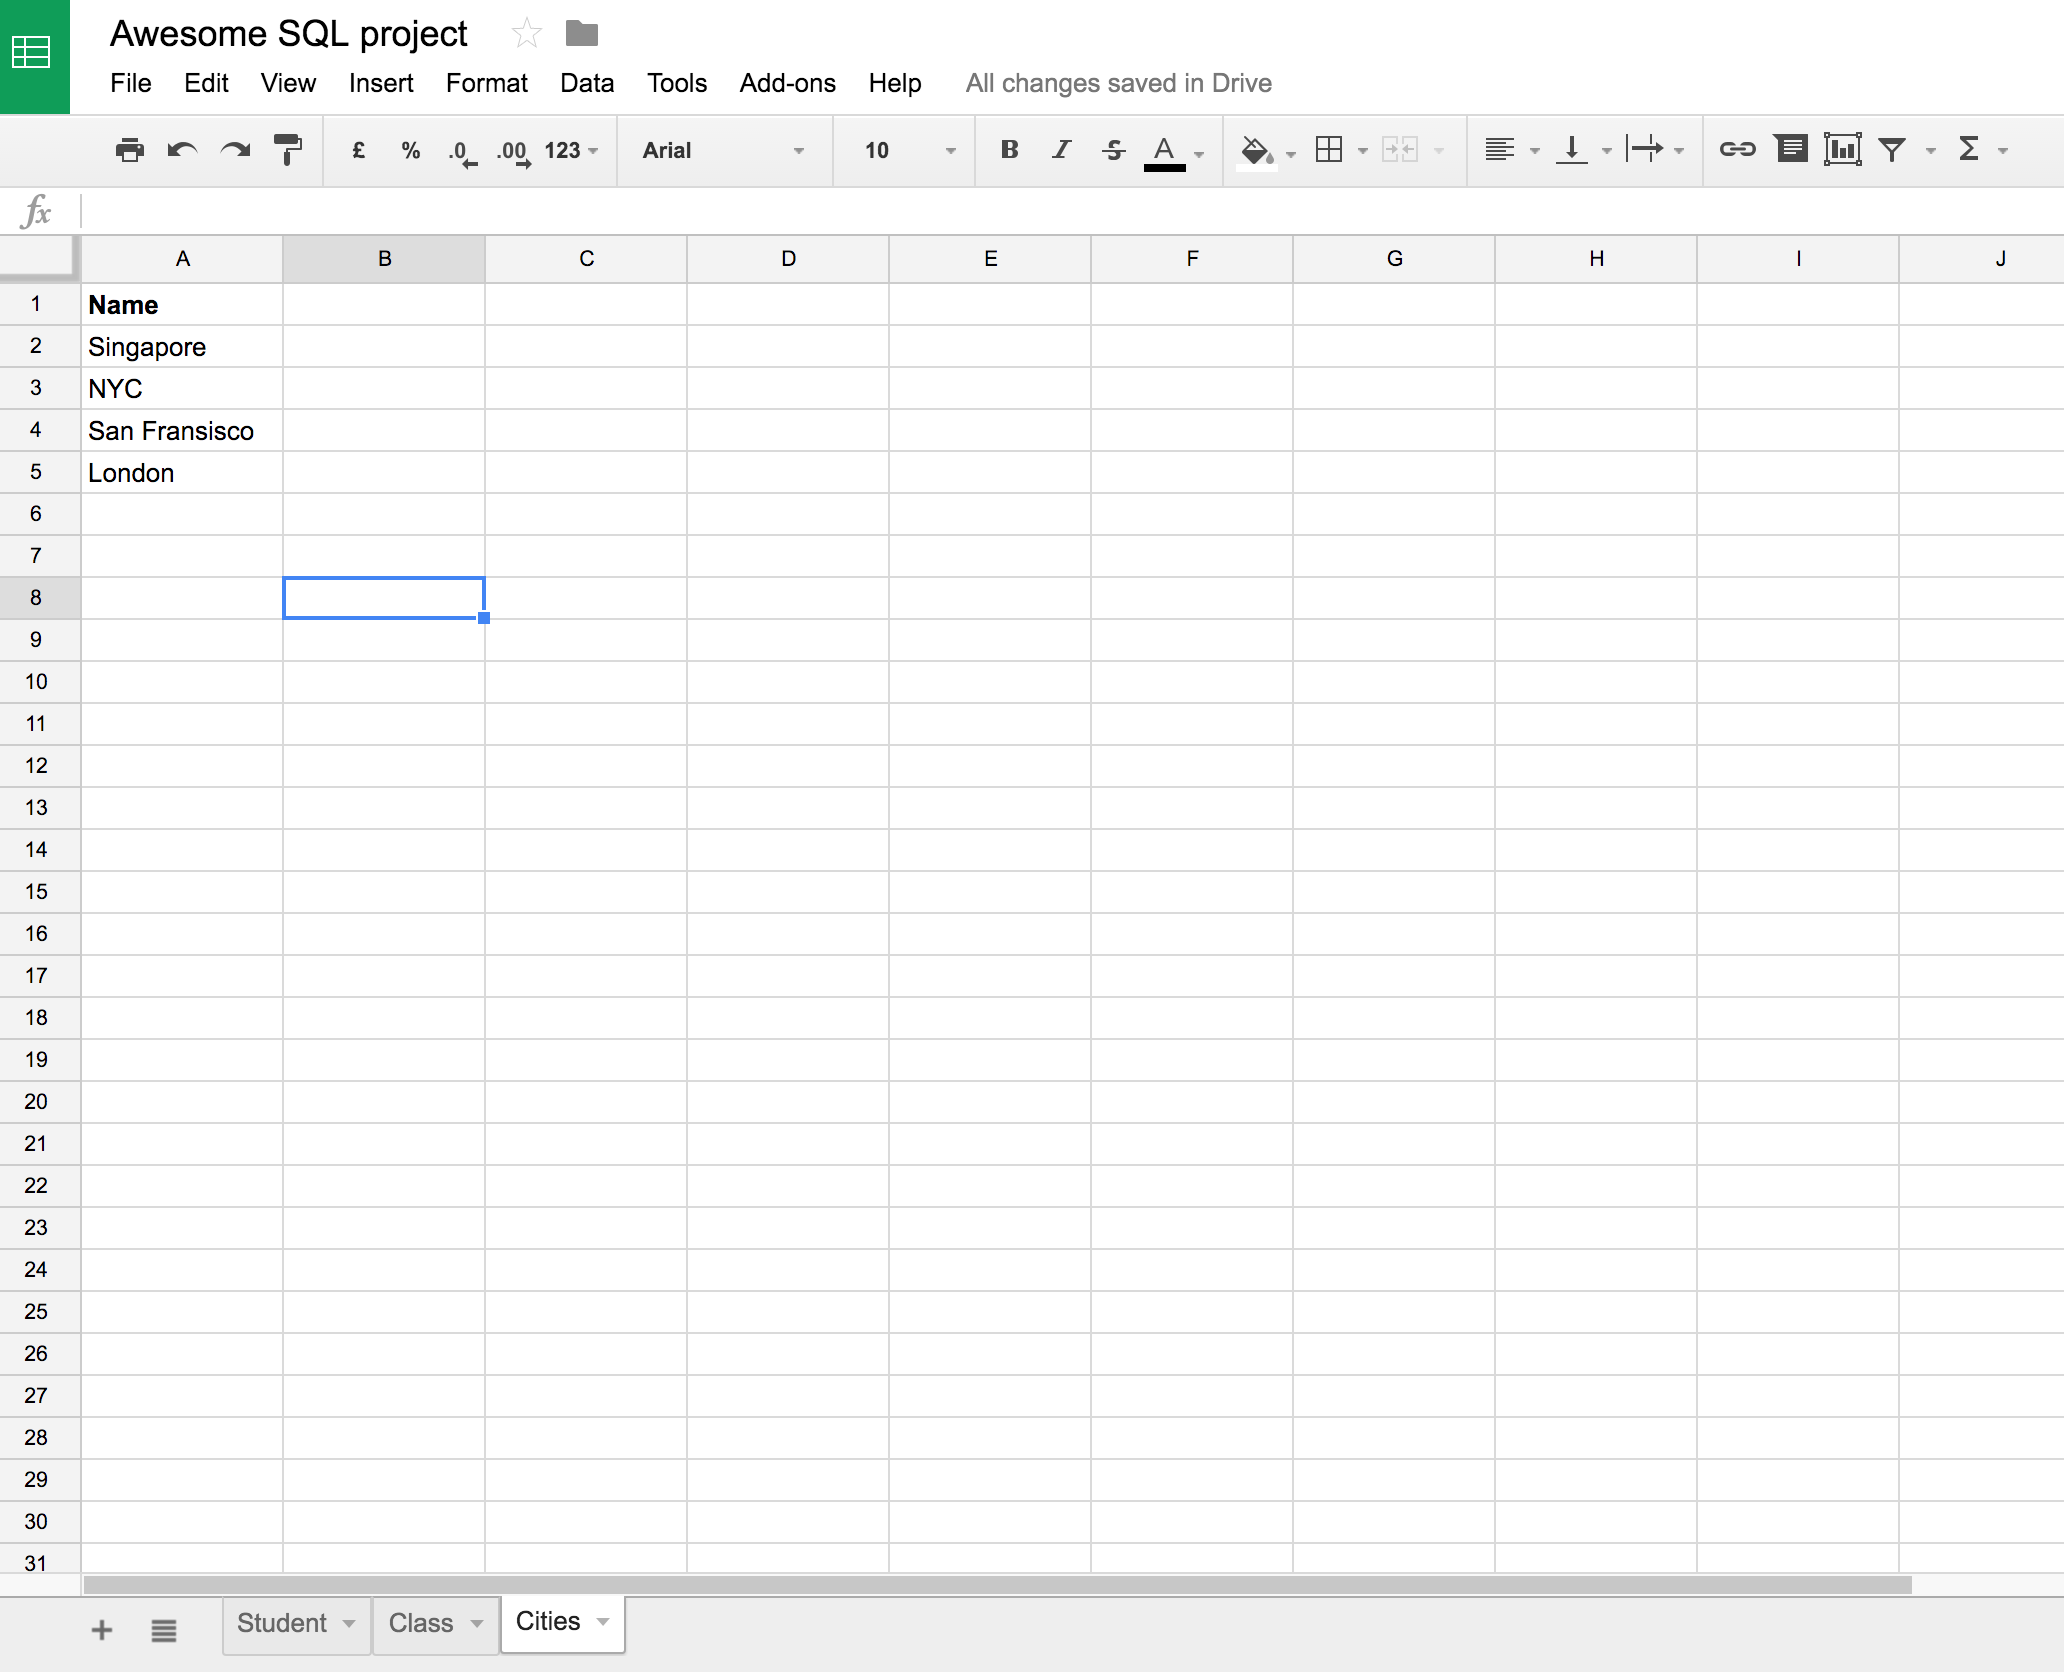 Awesome SQL project
File Edit View Insert Format Data Tools Add-ons Help All changes saved in Drive
£ % .0 .00 123 Arial 10 B I S A Σ
fx
A B C D E F G H I J
1 Name
2 Singapore
3 NYC
4 San Fransisco
5 London
6
7
8
9
10
11
12
13
14
15
16
17
18
19
20
21
22
23
24
25
26
27
28
29
30
31
+ Student Class Cities